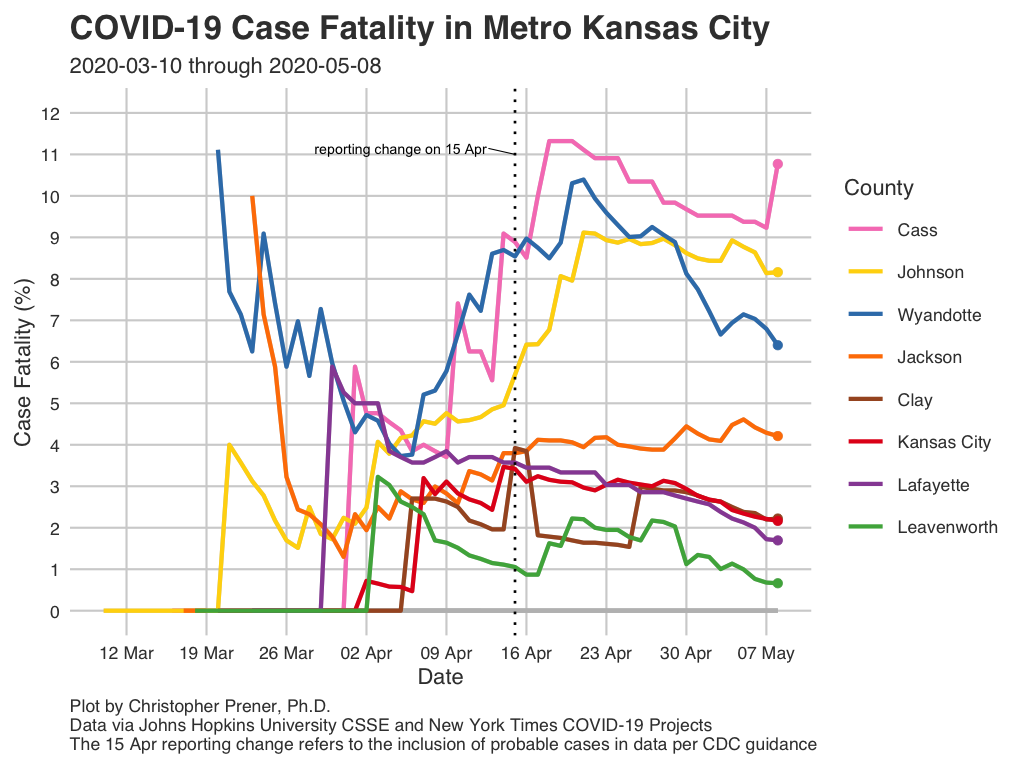 COVID-19 Case Fatality in Metro Kansas City
2020-03-10 through 2020-05-08
Case Fatality (%)
12
11
10
9
8
7
6
5
4
3
2
1
0
reporting change on 15 Apr
12 Mar
19 Mar
26 Mar
02 Apr
09 Apr
16 Apr
23 Apr
30 Apr
07 May
Date
County
Cass
Johnson
Wyandotte
Jackson
Clay
Kansas City
Lafayette
Leavenworth
Plot by Christopher Prener, Ph.D.
Data via Johns Hopkins University CSSE and New York Times COVID-19 Projects
The 15 Apr reporting change refers to the inclusion of probable cases in data per CDC guidance